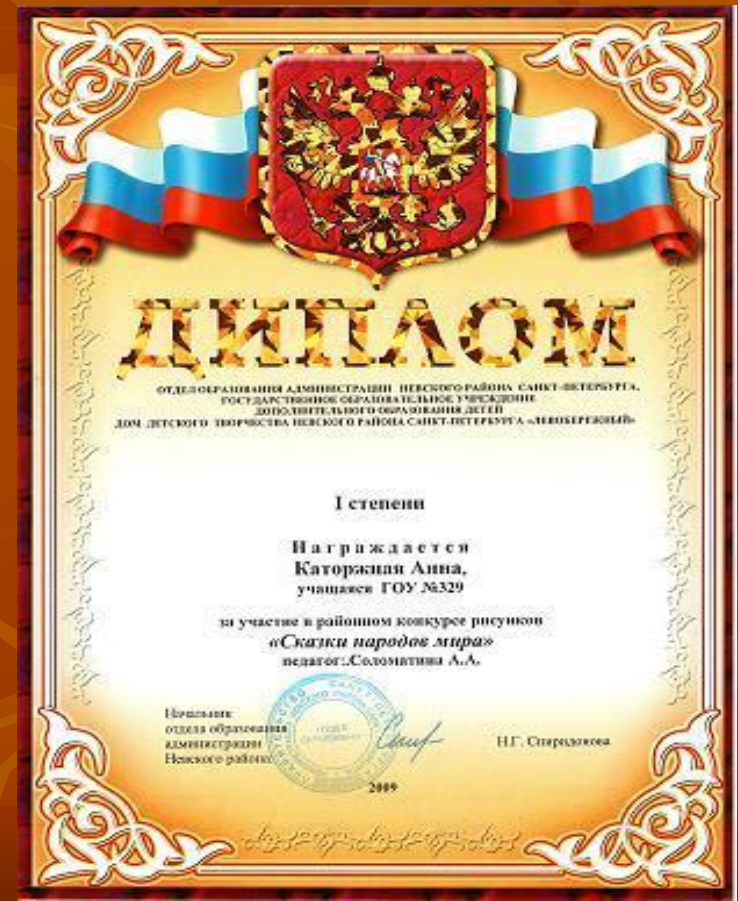 ДИПЛОМ
ОТДЕЛ ОБРАЗОВАНИЯ АДМИНИСТРАЦИИ НЕВСКОГО РАЙОНА САНКТ-ПЕТЕРБУРГА,
ГОСУДАРСТВЕННОЕ ОБРАЗОВАТЕЛЬНОЕ УЧРЕЖДЕНИЕ
ДОПОЛНИТЕЛЬНОГО ОБРАЗОВАНИЯ ДЕТЕЙ
ДОМ ДЕТСКОГО ТВОРЧЕСТВА НЕВСКОГО РАЙОНА САНКТ-ПЕТЕРБУРГА «ЛЕВОБЕРЕЖНЫЙ»
I степени
Награждается
Каторжная Анна,
учащаяся ГОУ №329
за участие в районном конкурсе рисунков
«Сказки народов мира»
педагог:.Соломатина А.А.
Начальник
отдела образования
администрации
Невского района
Н.Г. Спиридонова
2009